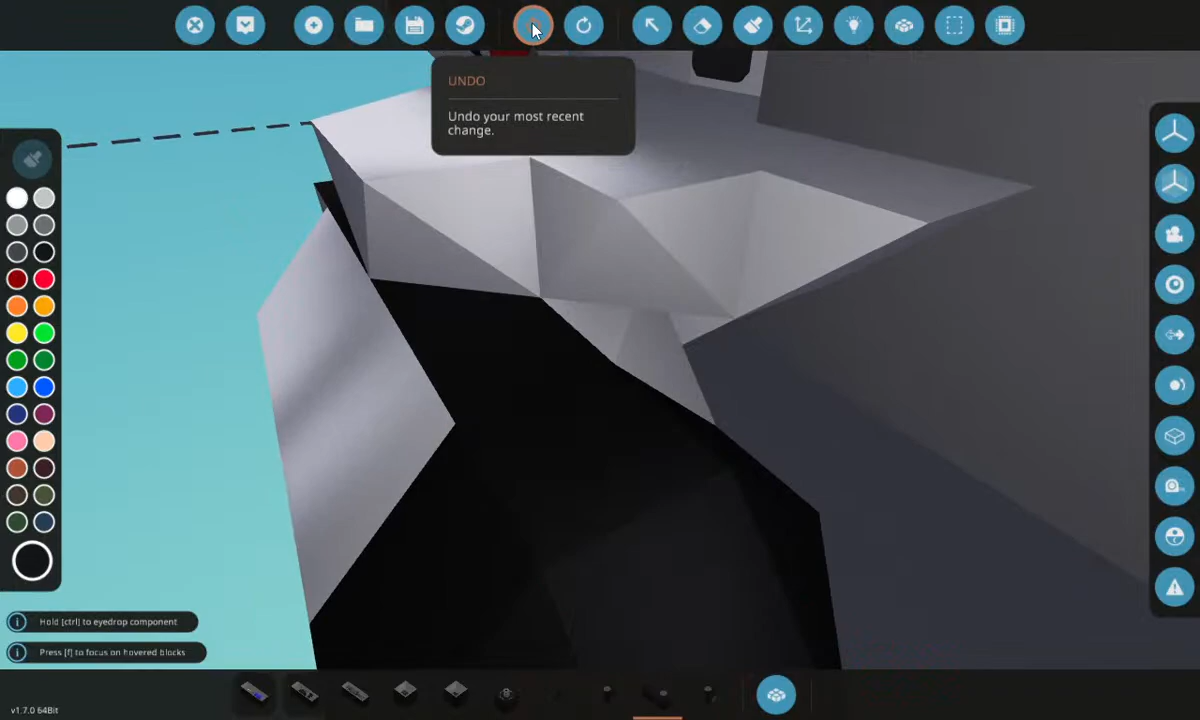 UNDO
Undo your most recent
change.
Hold [ctrl] to eyedrop component
Press [f] to focus on hovered blocks
v1.7.0 64Bit